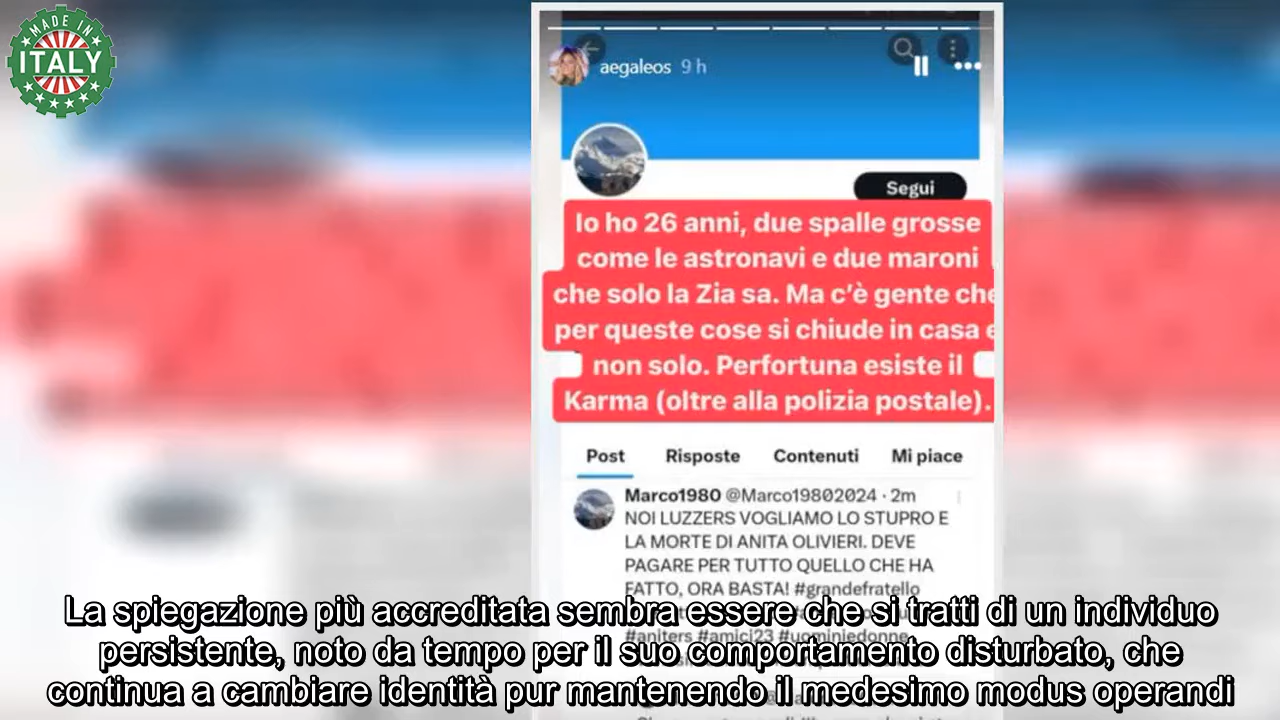 MADE IN
ITALY
aegaleos 9 h
Segui
Io ho 26 anni, due spalle grosse
come le astronavi e due maroni
che solo la Zia sa. Ma c'è gente che
per queste cose si chiude in casa e
non solo. Perfortuna esiste il
Karma (oltre alla polizia postale).
Post Risposte Contenuti Mi piace
Marco1980 @Marco19802024 · 2m
NOI LUZZERS VOGLIAMO LO STUPRO E
LA MORTE DI ANITA OLIVIERI. DEVE
PAGARE PER TUTTO QUELLO CHE HA
FATTO, ORA BASTA! #grandefratello
#aniters #amici23 #uominiedonne
La spiegazione più accreditata sembra essere che si tratti di un individuo
persistente, noto da tempo per il suo comportamento disturbato, che
continua a cambiare identità pur mantenendo il medesimo modus operandi